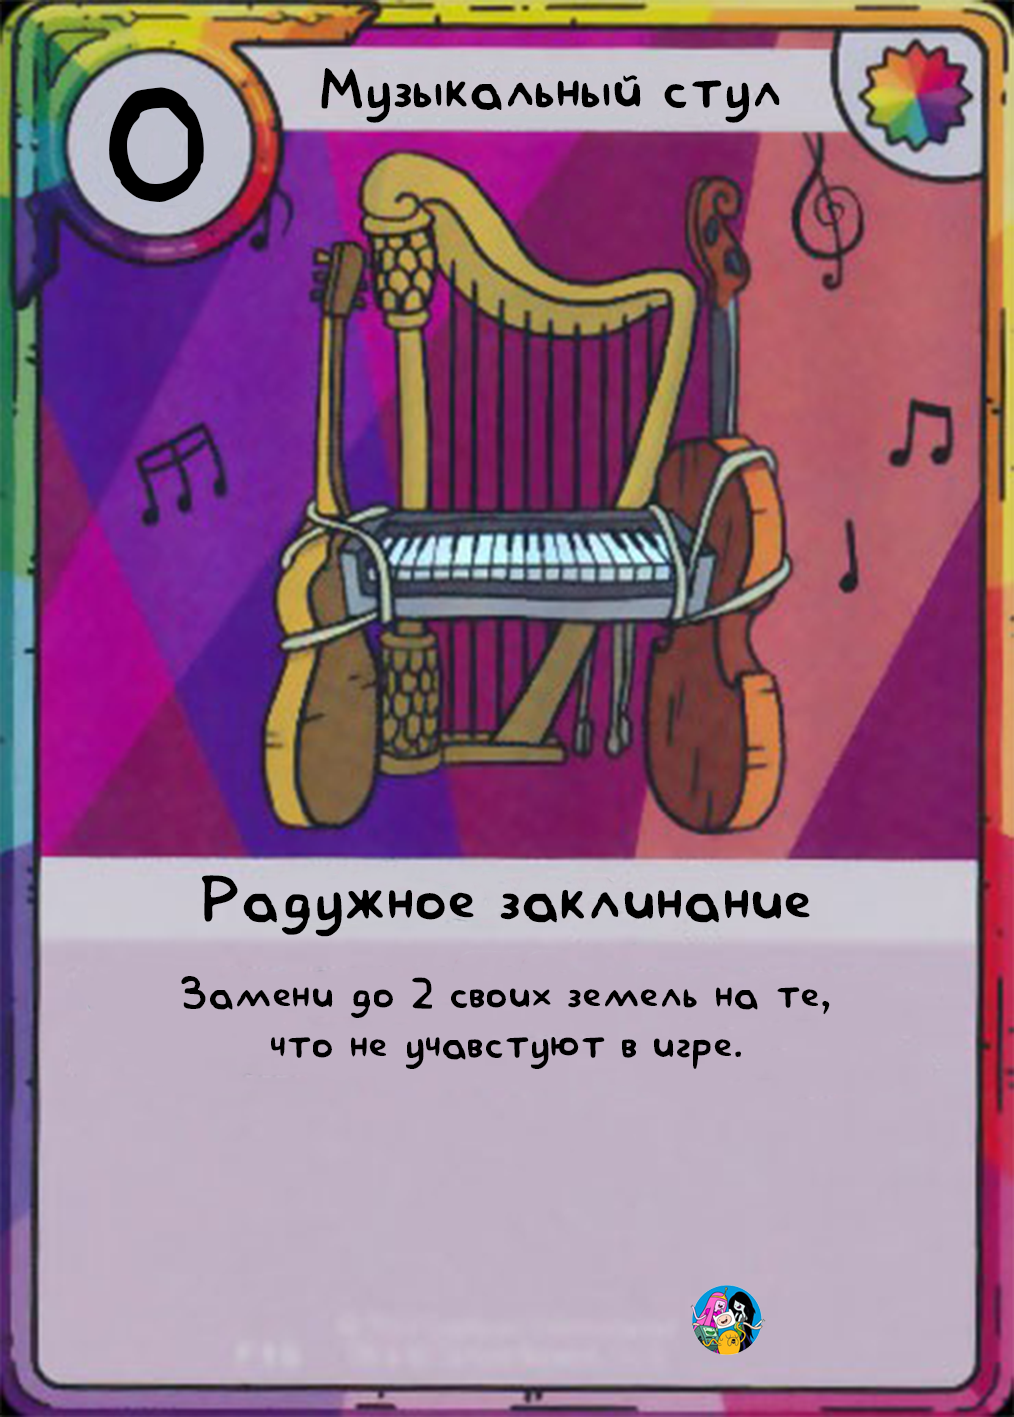 0
Музыкальный стул
Радужное заклинание
Замени до 2 своих земель на те,
что не учавстуют в игре.